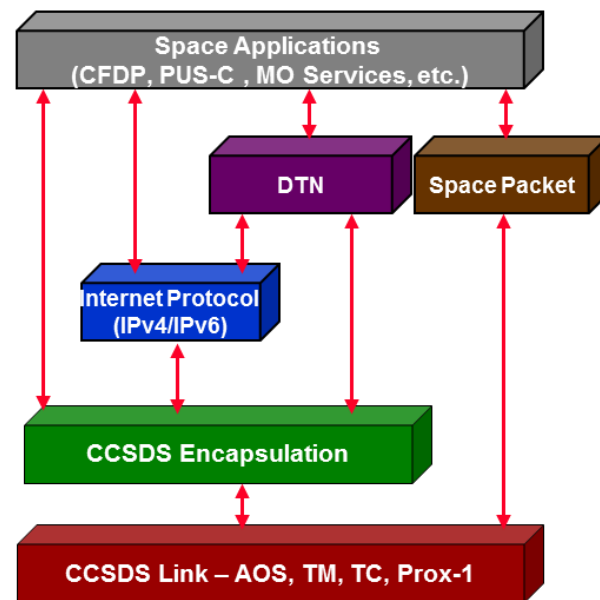 Space Applications
(CFDP, PUS-C , MO Services, etc.)
DTN
Space Packet
Internet Protocol
(IPv4/IPv6)
CCSDS Encapsulation
CCSDS Link – AOS, TM, TC, Prox-1